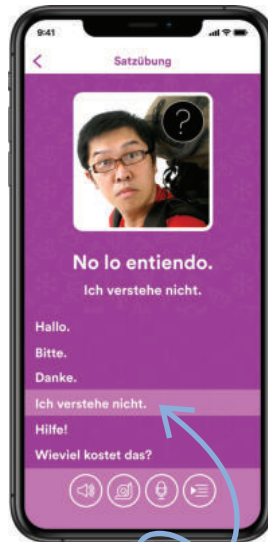 9:41
Satzübung
?
No lo entiendo.
Ich verstehe nicht.
Hallo.
Bitte.
Danke.
Ich verstehe nicht.
Hilfe!
Wieviel kostet das?